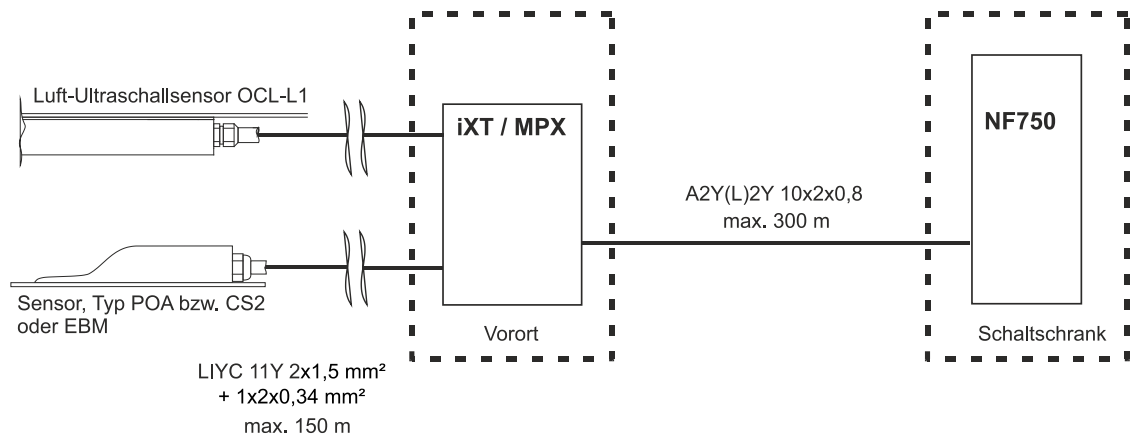 Luft-Ultraschallsensor OCL-L1
iXT / MPX
NF750
A2Y(L)2Y 10x2x0,8
max. 300 m
Sensor, Typ POA bzw. CS2
oder EBM
Vorort
Schaltschrank
LIYC 11Y 2x1,5 mm²
+ 1x2x0,34 mm²
max. 150 m